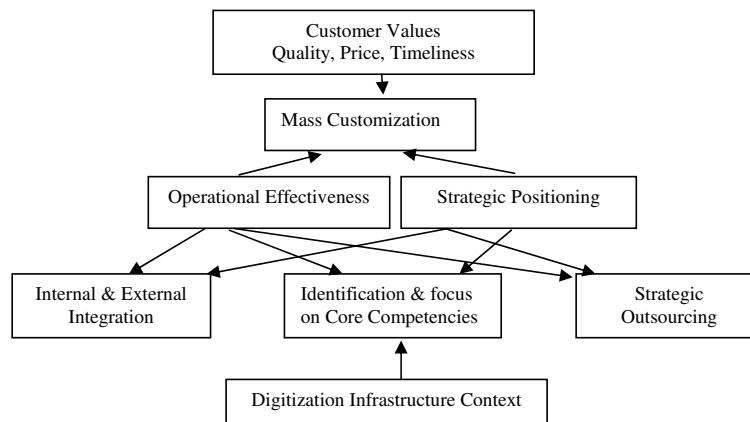 Customer Values
Quality, Price, Timeliness
Mass Customization
Operational Effectiveness
Strategic Positioning
Internal & External
Integration
Identification & focus
on Core Competencies
Strategic
Outsourcing
Digitization Infrastructure Context